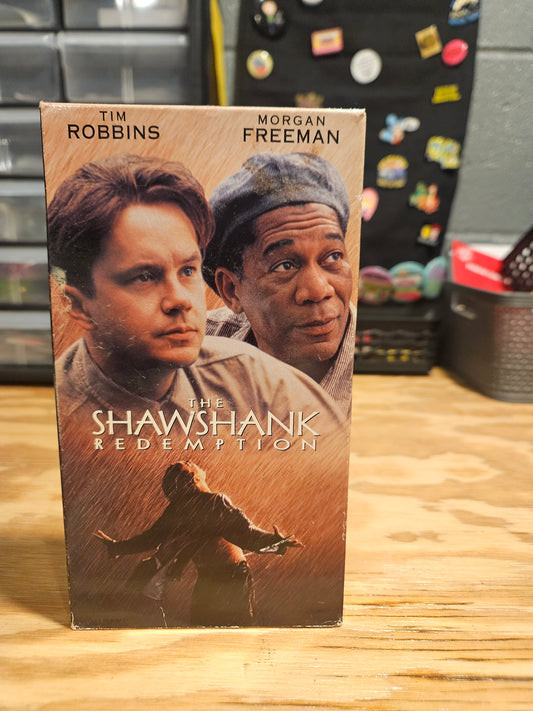 TIM
ROBBINS
MORGAN
FREEMAN
THE
SHAWSHANK
REDEMPTION